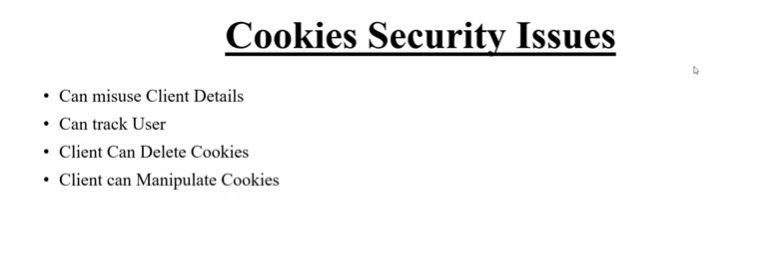 Cookies Security Issues
• Can misuse Client Details
• Can track User
• Client Can Delete Cookies
• Client can Manipulate Cookies